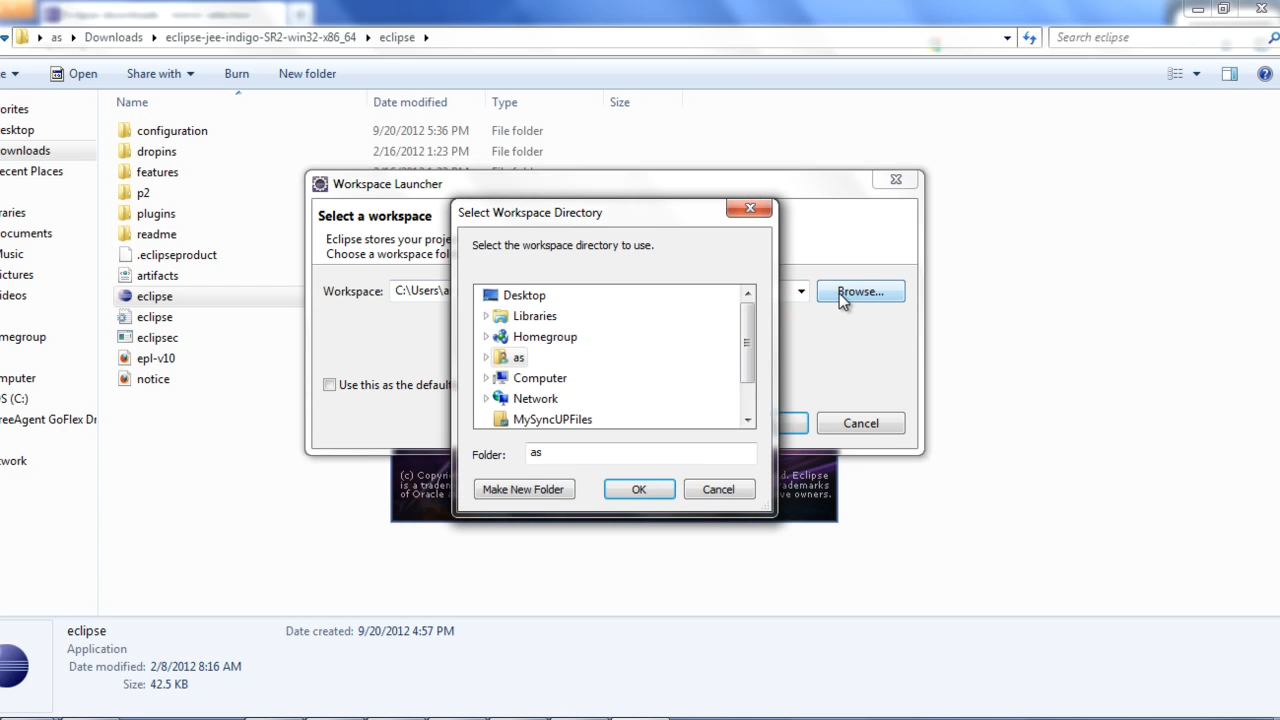 as Downloads eclipse-jee-indigo-SR2-win32-x86_64 eclipse Search eclipse
e Open Share with Burn New folder
Name Date modified Type Size
configuration 9/20/2012 5:36 PM File folder
dropins 2/16/2012 1:23 PM File folder
features
p2
plugins
readme
.eclipseproduct
artifacts
eclipse
eclipse
eclipsec
epl-v10
notice
orites
esktop
ownloads
ecent Places
raries
ocuments
Music
ictures
ideos
omegroup
mputer
S (C:)
reeAgent GoFlex Dr
twork
Workspace Launcher
Select a workspace
Eclipse stores your proje
Choose a workspace fol
Workspace: C:\Users\a Browse...
Use this as the default
Cancel
Select Workspace Directory
Select the workspace directory to use.
Desktop
Libraries
Homegroup
as
Computer
Network
MySyncUPFiles
Folder: as
Make New Folder OK Cancel
(c) Copyri d. Eclipse
is a tradem ademarks
of Oracle a ve owners.
eclipse Date created: 9/20/2012 4:57 PM
Application
Date modified: 2/8/2012 8:16 AM
Size: 42.5 KB